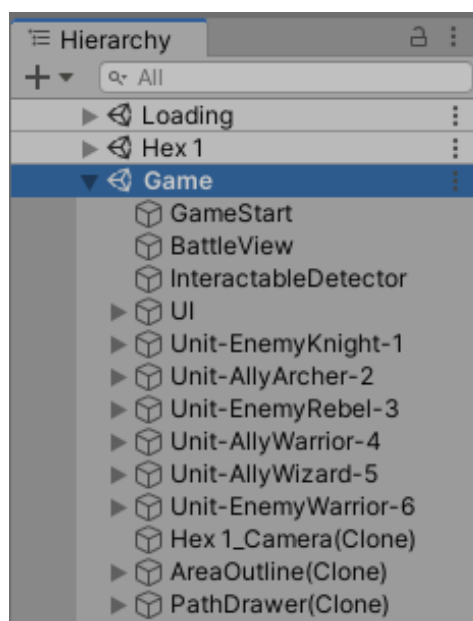 Hierarchy
All
Loading
Hex 1
Game
GameStart
BattleView
InteractableDetector
UI
Unit-EnemyKnight-1
Unit-AllyArcher-2
Unit-EnemyRebel-3
Unit-AllyWarrior-4
Unit-AllyWizard-5
Unit-EnemyWarrior-6
Hex 1_Camera(Clone)
AreaOutline(Clone)
PathDrawer(Clone)